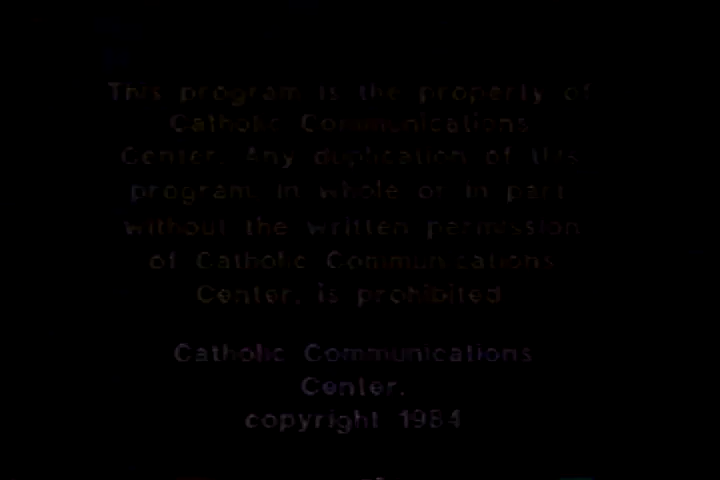 This program is the property of
Catholic Communications
Center. Any duplication of this
program, in whole or in part
without the written permission
of Catholic Communications
Center, is prohibited
Catholic Communications
Center.
copyright 1984